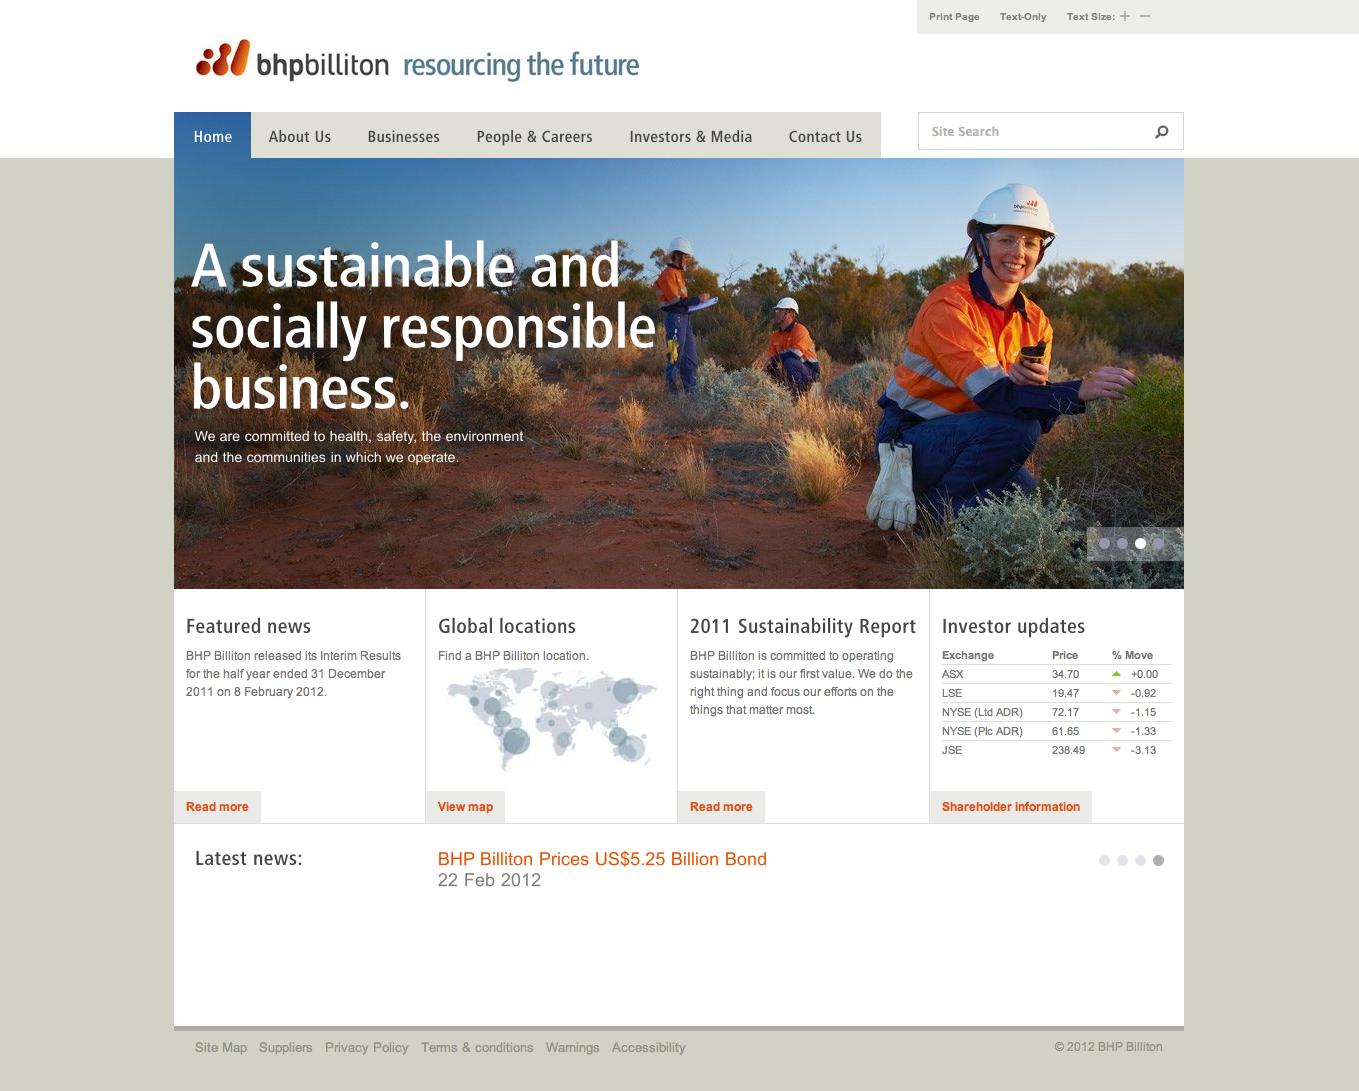 Print Page Text-Only Text Size: + −
bhpbilliton resourcing the future
Home About Us Businesses People & Careers Investors & Media Contact Us
Site Search
A sustainable and
socially responsible
business.
We are committed to health, safety, the environment
and the communities in which we operate.
bhpbilliton
Featured news
BHP Billiton released its Interim Results
for the half year ended 31 December
2011 on 8 February 2012.
Read more
Global locations
Find a BHP Billiton location.
View map
2011 Sustainability Report
BHP Billiton is committed to operating
sustainably; it is our first value. We do the
right thing and focus our efforts on the
things that matter most.
Read more
Investor updates
Exchange Price % Move
ASX 34.70 +0.00
LSE 19.47 -0.92
NYSE (Ltd ADR) 72.17 -1.15
NYSE (Plc ADR) 61.65 -1.33
JSE 238.49 -3.13
Shareholder information
Latest news:
BHP Billiton Prices US$5.25 Billion Bond
22 Feb 2012
Site Map Suppliers Privacy Policy Terms & conditions Warnings Accessibility
© 2012 BHP Billiton